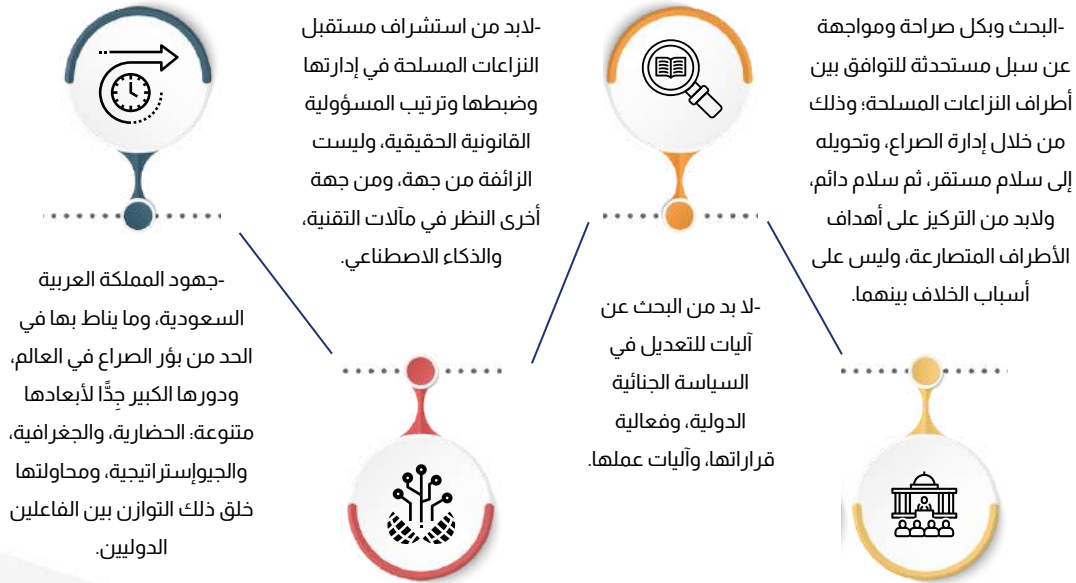 -البحث وبكل صراحة ومواجهة
عن سبل مستحدثة للتوافق بين
أطراف النزاعات المسلحة؛ وذلك
من خلال إدارة الصراع، وتحويله
إلى سلام مستقر، ثم سلام دائم،
ولابد من التركيز على أهداف
الأطراف المتصارعة، وليس على
أسباب الخلاف بينهما.
-لا بد من البحث عن
آليات للتعديل في
السياسة الجنائية
الدولية، وفعالية
قراراتها، وآليات عملها.
-لابد من استشراف مستقبل
النزاعات المسلحة في إدارتها
وضبطها وترتيب المسؤولية
القانونية الحقيقية، وليست
الزائفة من جهة، ومن جهة
أخرى النظر في مآلات التقنية،
والذكاء الاصطناعي.
-جهود المملكة العربية
السعودية، وما يناط بها في
الحد من بؤر الصراع في العالم،
ودورها الكبير جِدًّا لأبعادها
متنوعة: الحضارية، والجغرافية،
والجيوإستراتيجية، ومحاولتها
خلق ذلك التوازن بين الفاعلين
الدوليين.